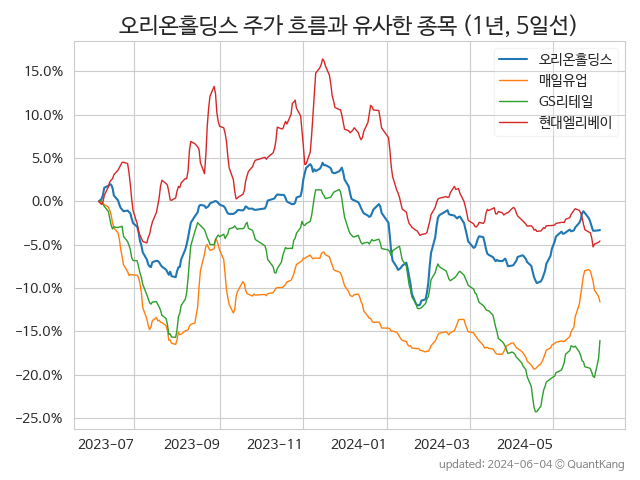 오리온홀딩스 주가 흐름과 유사한 종목 (1년, 5일선)
오리온홀딩스
매일유업
GS리테일
현대엘리베이
15.0%
10.0%
5.0%
0.0%
−5.0%
−10.0%
−15.0%
−20.0%
−25.0%
2023-07 2023-09 2023-11 2024-01 2024-03 2024-05
updated: 2024-06-04 © QuantKang